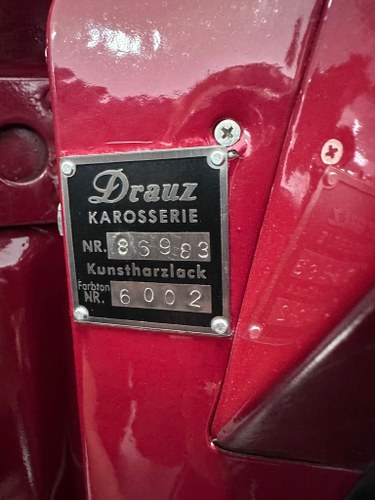 Drauz
KAROSSERIE
NR. 86983
Kunstharzlack
Farbton
NR. 6002